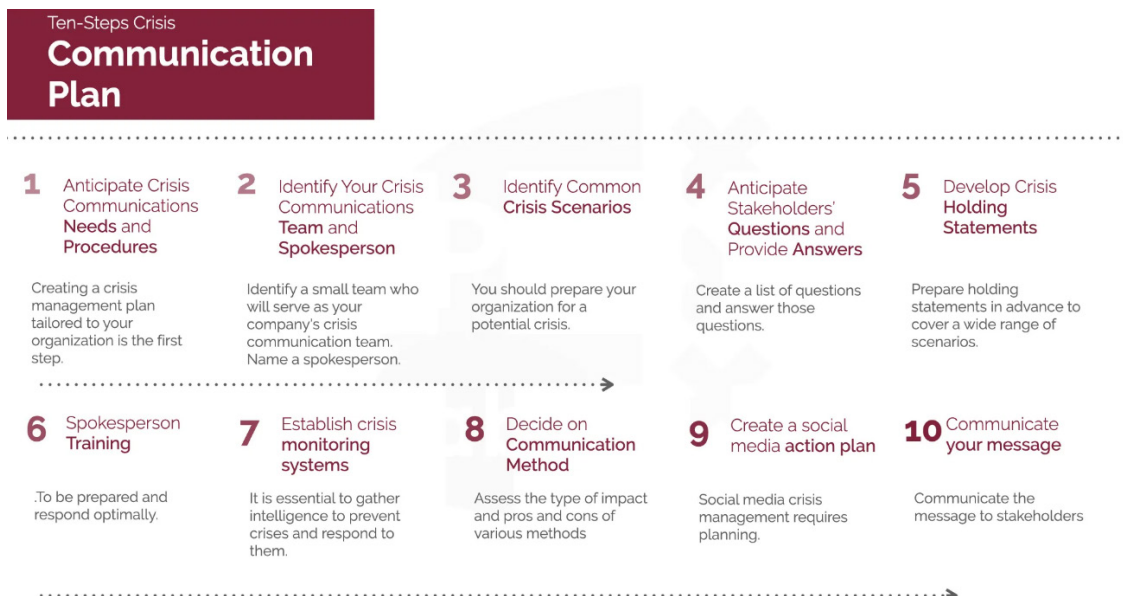 Ten-Steps Crisis
Communication
Plan
1
Anticipate Crisis
Communications
Needs and
Procedures
Creating a crisis
management plan
tailored to your
organization is the first
step.
2
Identify Your Crisis
Communications
Team and
Spokesperson
Identify a small team who
will serve as your
company's crisis
communication team.
Name a spokesperson.
3
Identify Common
Crisis Scenarios
You should prepare your
organization for a
potential crisis.
4
Anticipate
Stakeholders'
Questions and
Provide Answers
Create a list of questions
and answer those
questions.
5
Develop Crisis
Holding
Statements
Prepare holding
statements in advance to
cover a wide range of
scenarios.
6
Spokesperson
Training
.To be prepared and
respond optimally.
7
Establish crisis
monitoring
systems
It is essential to gather
intelligence to prevent
crises and respond to
them.
8
Decide on
Communication
Method
Assess the type of impact
and pros and cons of
various methods
9
Create a social
media action plan
Social media crisis
management requires
planning.
10
Communicate
your message
Communicate the
message to stakeholders